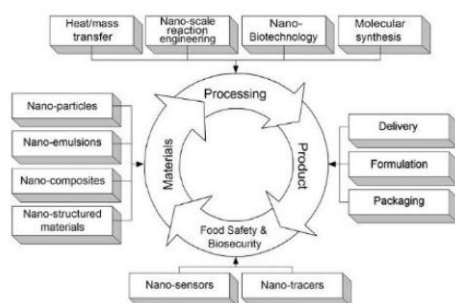 Heat/mass
transfer
Nano-scale
reaction
engineering
Nano-
Biotechnology
Molecular
synthesis
Processing
Nano-particles
Nano-emulsions
Nano-composites
Nano-structured
materials
Materials
Product
Delivery
Formulation
Packaging
Food Safety &
Biosecurity
Nano-sensors
Nano-tracers